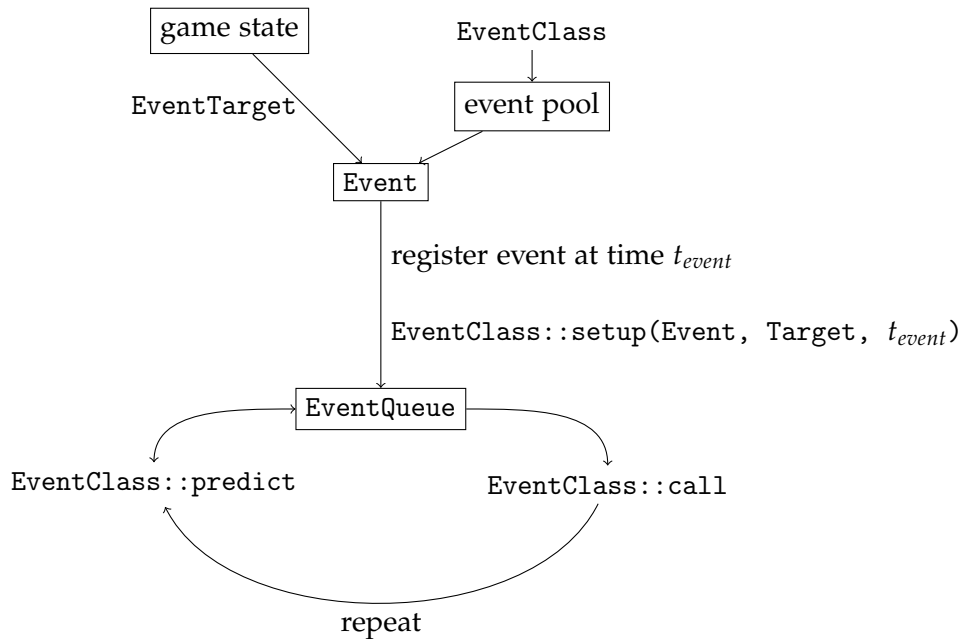 game state
EventClass
EventTarget
event pool
Event
register event at time t_event
EventClass::setup(Event, Target, t_event)
EventQueue
EventClass::predict
EventClass::call
repeat